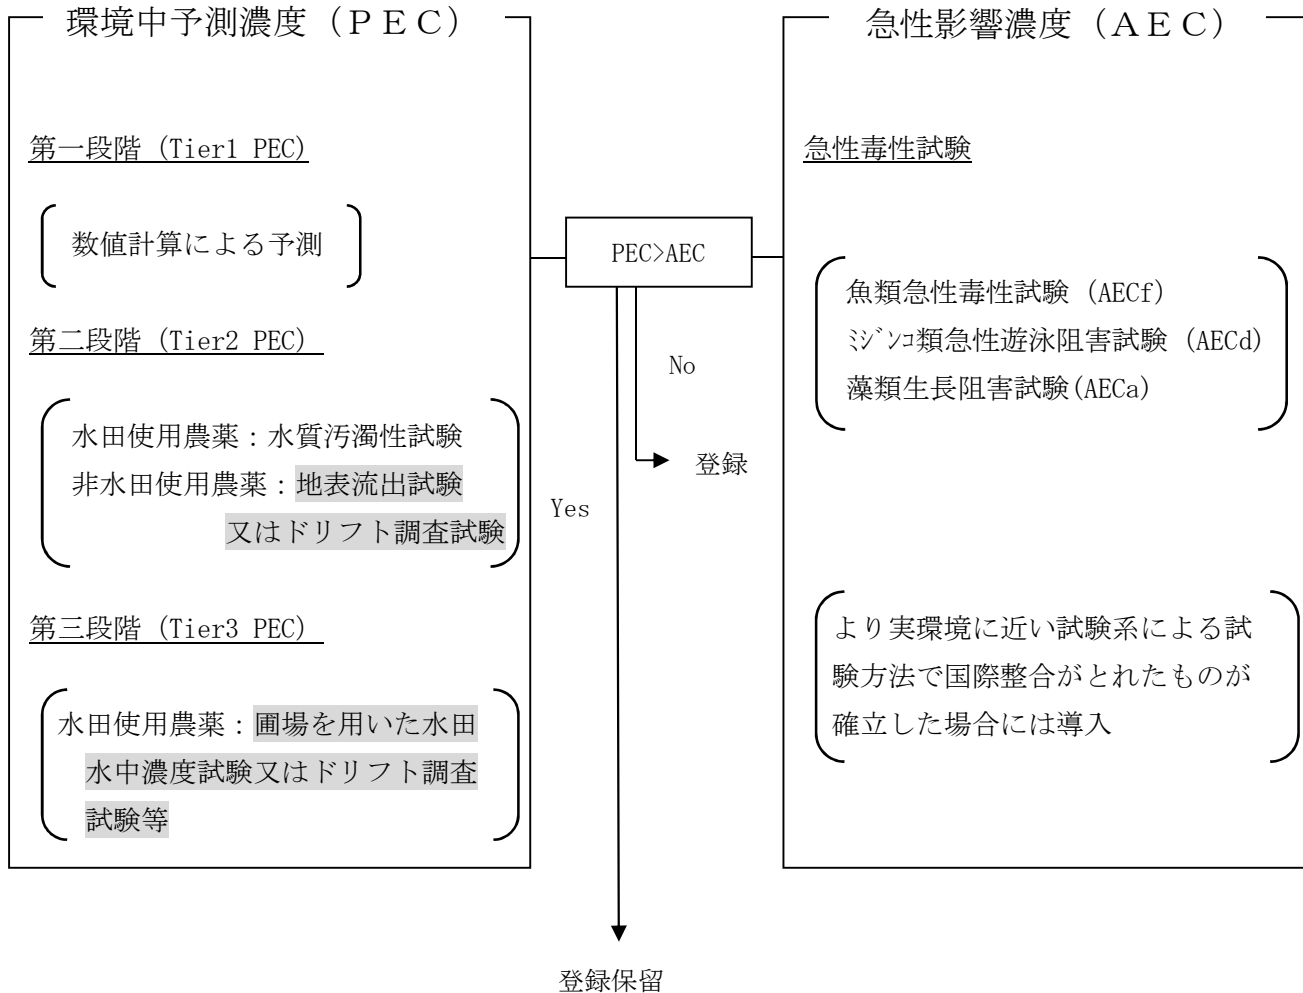 環境中予測濃度(PEC)
第一段階 (Tier1 PEC)
数値計算による予測
第二段階 (Tier2 PEC)
水田使用農薬:水質汚濁性試験
非水田使用農薬:地表流出試験
又はドリフト調査試験
第三段階 (Tier3 PEC)
水田使用農薬:圃場を用いた水田
水中濃度試験又はドリフト調査
試験等
PEC>AEC
No
登録
Yes
登録保留
急性影響濃度(AEC)
急性毒性試験
魚類急性毒性試験 (AECf)
ミジンコ類急性遊泳阻害試験 (AECd)
藻類生長阻害試験(AECa)
より実環境に近い試験系による試
験方法で国際整合がとれたものが
確立した場合には導入